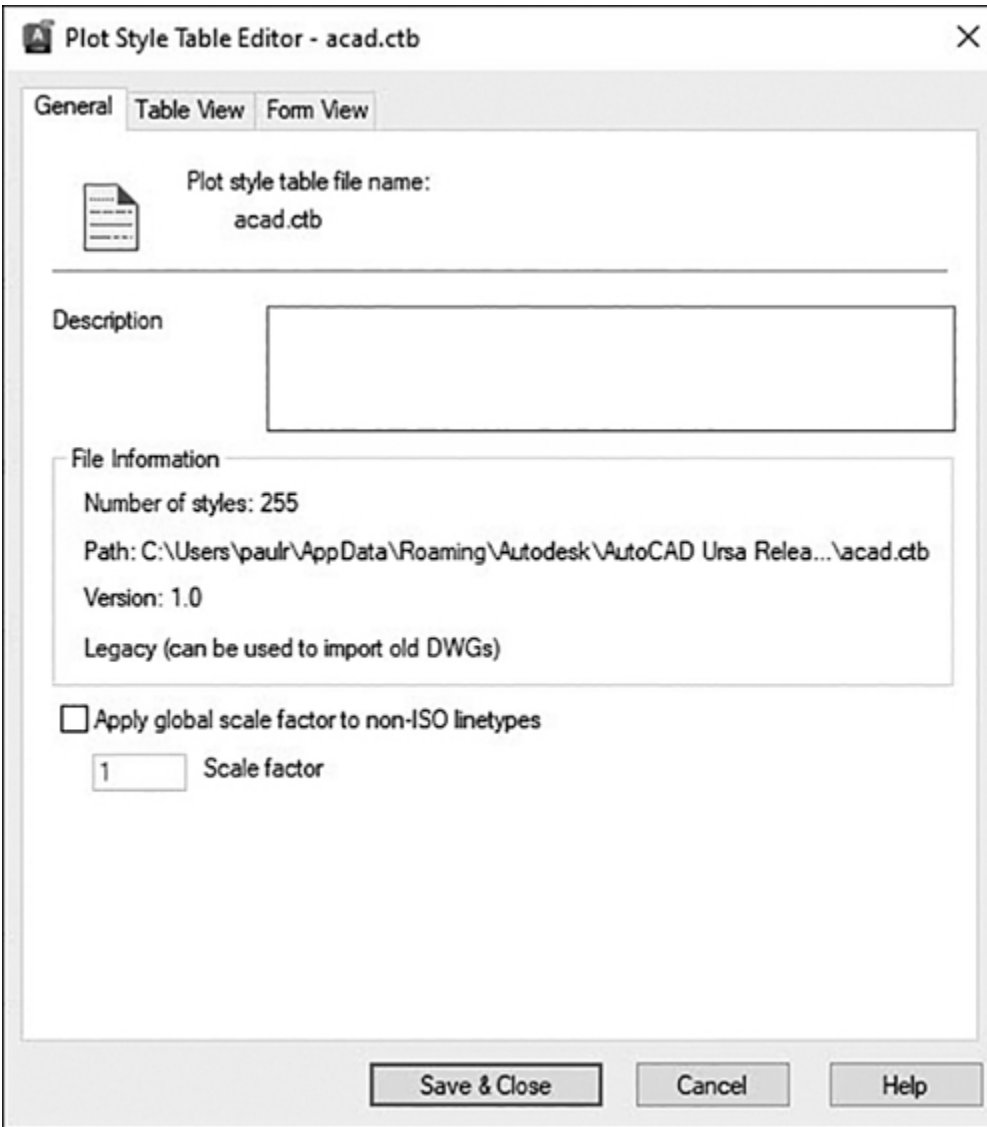 Plot Style Table Editor - acad.ctb
General Table View Form View
Plot style table file name:
acad.ctb
Description
File Information
Number of styles: 255
Path: C:\Users\paulr\AppData\Roaming\Autodesk\AutoCAD Ursa Relea...\acad.ctb
Version: 1.0
Legacy (can be used to import old DWGs)
Apply global scale factor to non-ISO linetypes
1 Scale factor
Save & Close Cancel Help